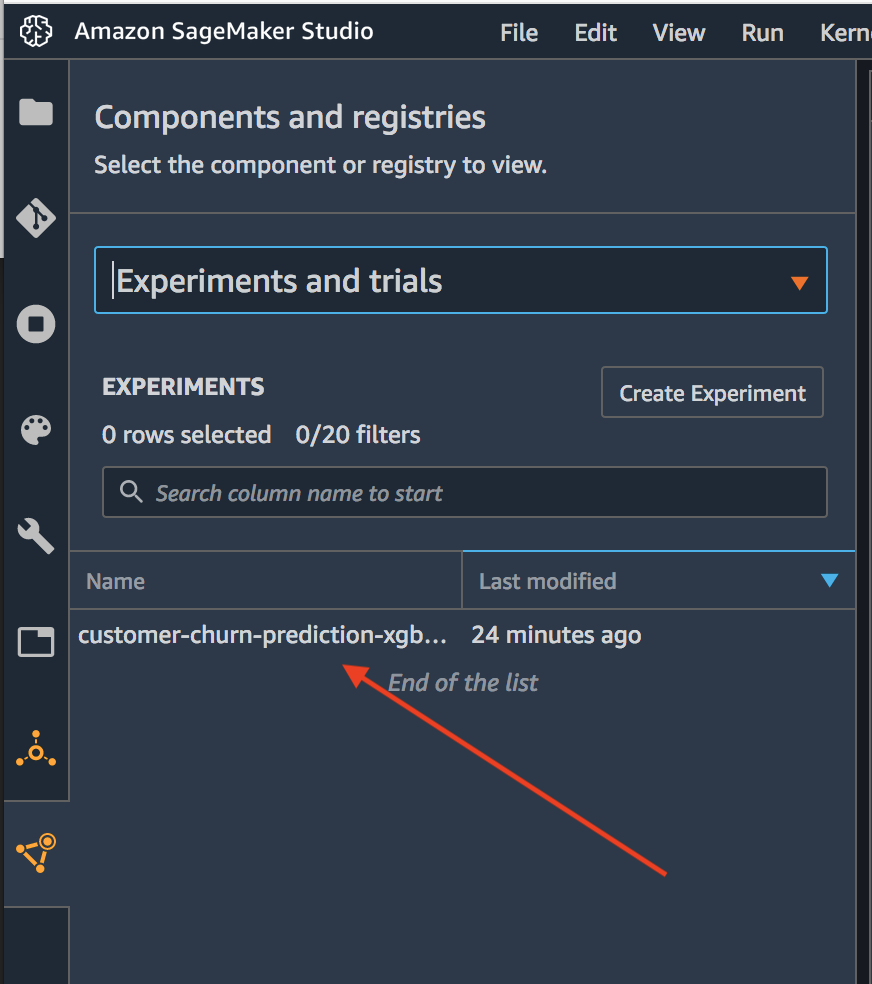 Amazon SageMaker Studio File Edit View Run Kern
Components and registries
Select the component or registry to view.
Experiments and trials
EXPERIMENTS
Create Experiment
0 rows selected 0/20 filters
Search column name to start
Name Last modified
customer-churn-prediction-xgb... 24 minutes ago
End of the list